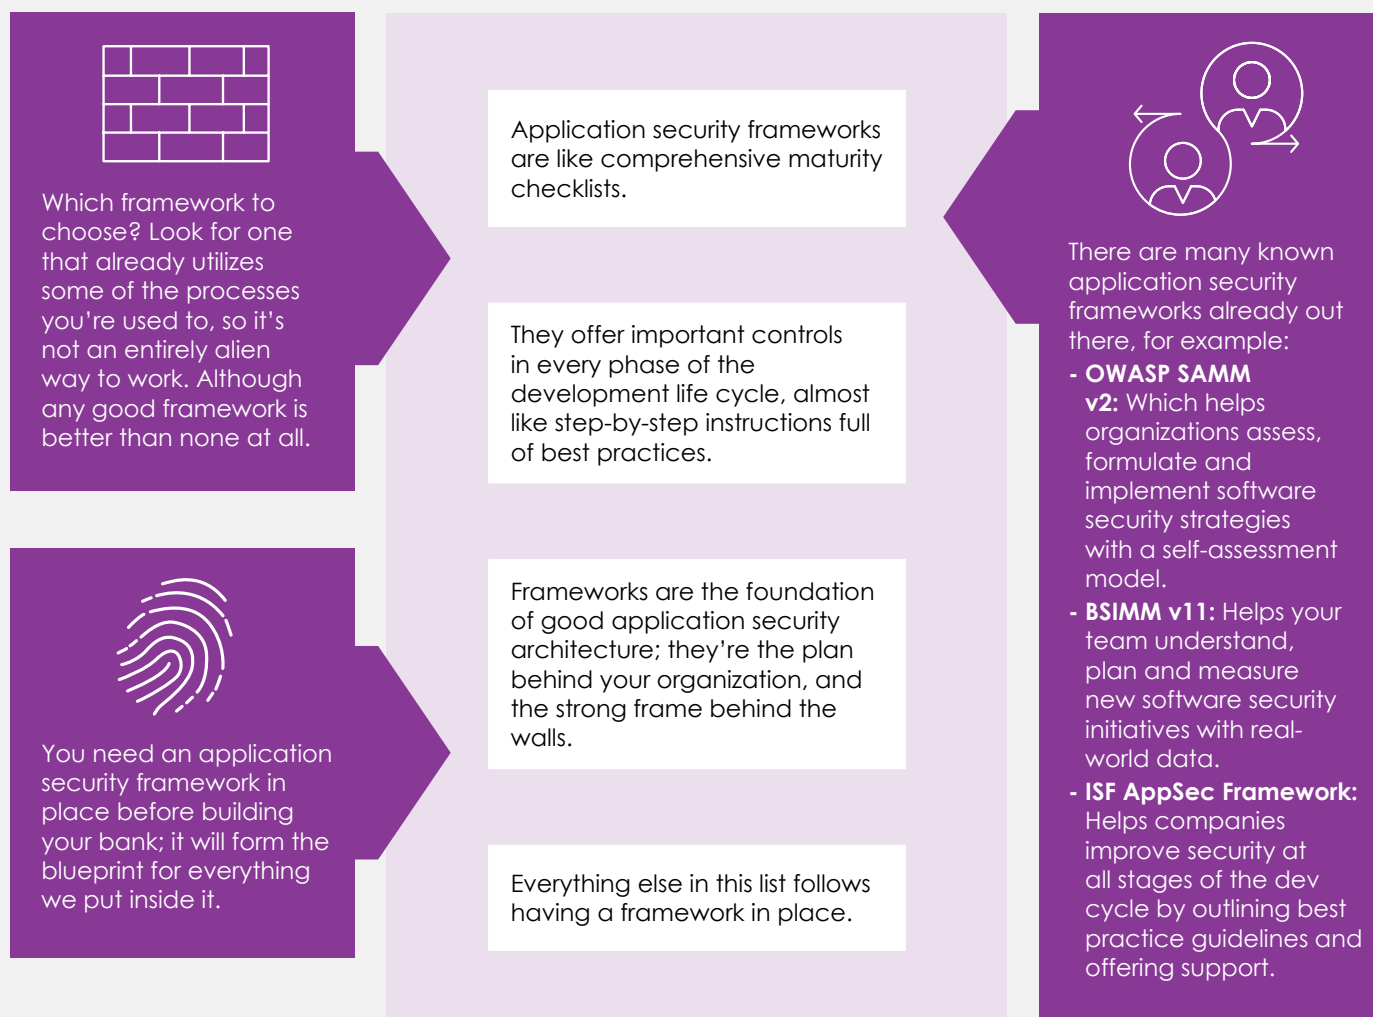 Which framework to
choose? Look for one
that already utilizes
some of the processes
you're used to, so it's
not an entirely alien
way to work. Although
any good framework is
better than none at all.
You need an application
security framework in
place before building
your bank; it will form the
blueprint for everything
we put inside it.
Application security frameworks
are like comprehensive maturity
checklists.
They offer important controls
in every phase of the
development life cycle, almost
like step-by-step instructions full
of best practices.
Frameworks are the foundation
of good application security
architecture; they're the plan
behind your organization, and
the strong frame behind the
walls.
Everything else in this list follows
having a framework in place.
There are many known
application security
frameworks already out
there, for example:
- OWASP SAMM
v2: Which helps
organizations assess,
formulate and
implement software
security strategies
with a self-assessment
model.
- BSIMM v11: Helps your
team understand,
plan and measure
new software security
initiatives with real-
world data.
- ISF AppSec Framework:
Helps companies
improve security at
all stages of the dev
cycle by outlining best
practice guidelines and
offering support.